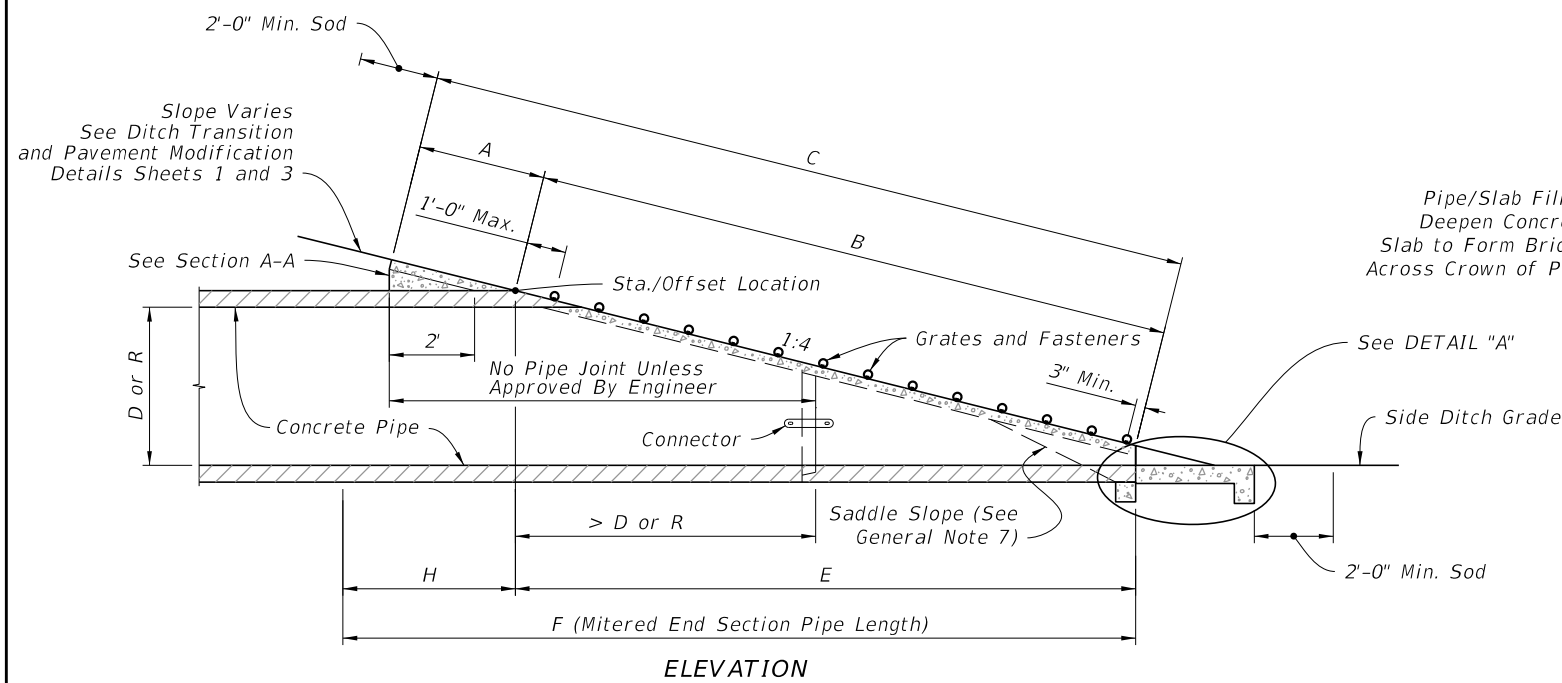 2'-0" Min. Sod
Slope Varies
See Ditch Transition
and Pavement Modification
Details Sheets 1 and 3
A
C
1'-0" Max.
B
Pipe/Slab Fill
Deepen Concre
Slab to Form Brid
Across Crown of P
See Section A-A
Sta./Offset Location
2'
1:4
Grates and Fasteners
See DETAIL "A"
No Pipe Joint Unless
Approved By Engineer
3" Min.
D or R
Concrete Pipe
Connector
Side Ditch Grade
> D or R
Saddle Slope (See
General Note 7)
H
E
2'-0" Min. Sod
F (Mitered End Section Pipe Length)
ELEVATION